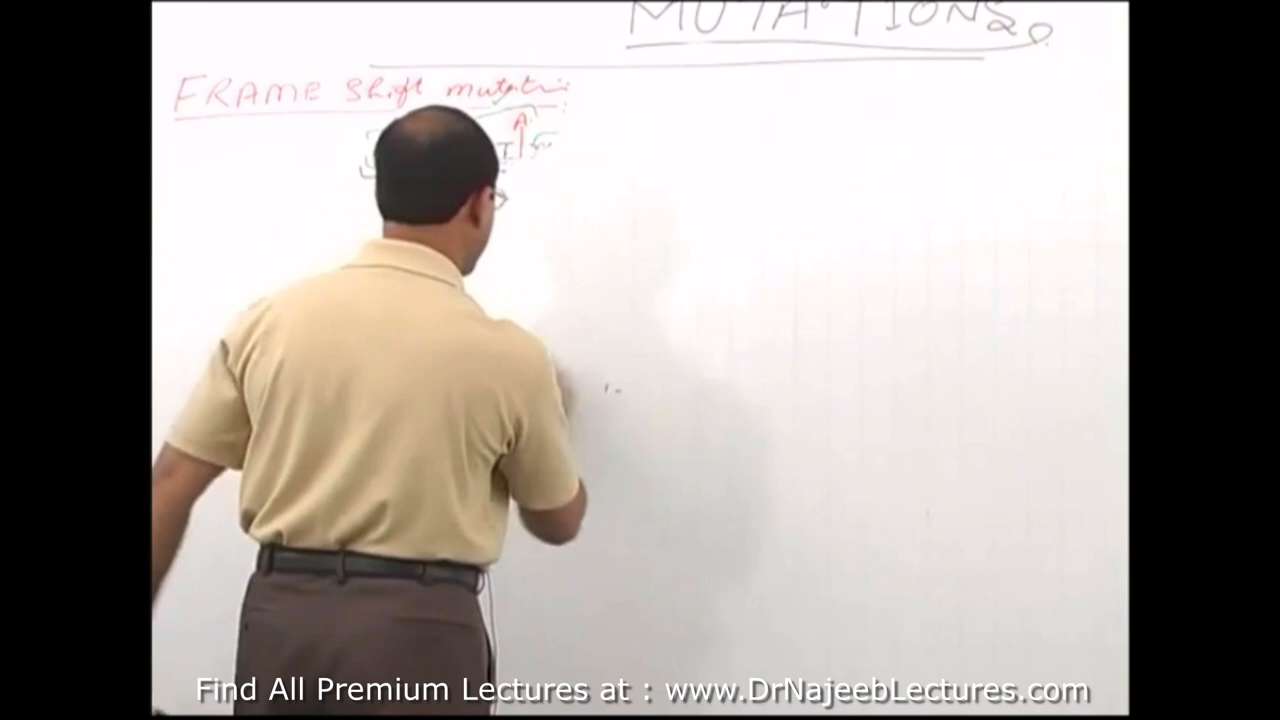 MUTATIONS
FRAME Shift mutation
A
T
Find All Premium Lectures at : www.DrNajeebLectures.com